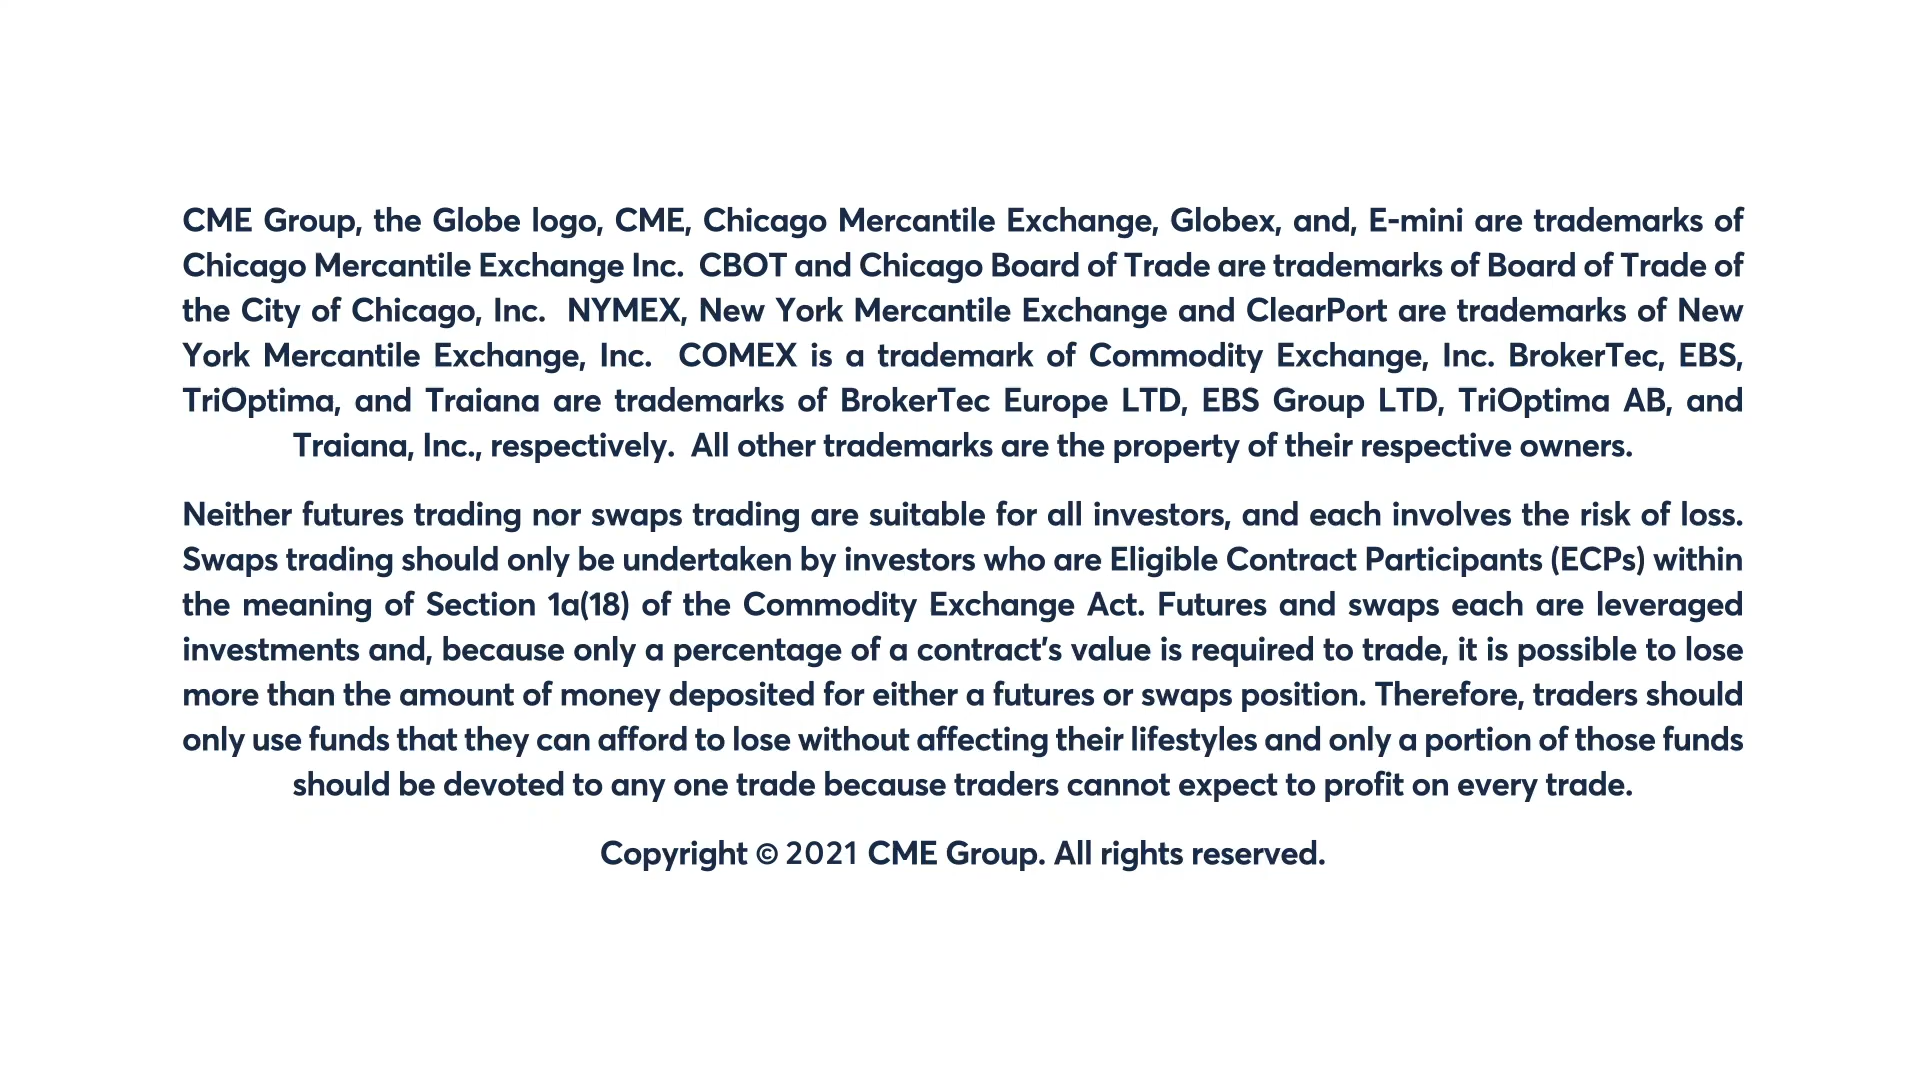 CME Group, the Globe logo, CME, Chicago Mercantile Exchange, Globex, and, E-mini are trademarks of
Chicago Mercantile Exchange Inc.  CBOT and Chicago Board of Trade are trademarks of Board of Trade of
the City of Chicago, Inc.  NYMEX, New York Mercantile Exchange and ClearPort are trademarks of New
York Mercantile Exchange, Inc.  COMEX is a trademark of Commodity Exchange, Inc. BrokerTec, EBS,
TriOptima, and Traiana are trademarks of BrokerTec Europe LTD, EBS Group LTD, TriOptima AB, and
Traiana, Inc., respectively.  All other trademarks are the property of their respective owners.
Neither futures trading nor swaps trading are suitable for all investors, and each involves the risk of loss.
Swaps trading should only be undertaken by investors who are Eligible Contract Participants (ECPs) within
the meaning of Section 1a(18) of the Commodity Exchange Act. Futures and swaps each are leveraged
investments and, because only a percentage of a contract's value is required to trade, it is possible to lose
more than the amount of money deposited for either a futures or swaps position. Therefore, traders should
only use funds that they can afford to lose without affecting their lifestyles and only a portion of those funds
should be devoted to any one trade because traders cannot expect to profit on every trade.
Copyright © 2021 CME Group. All rights reserved.